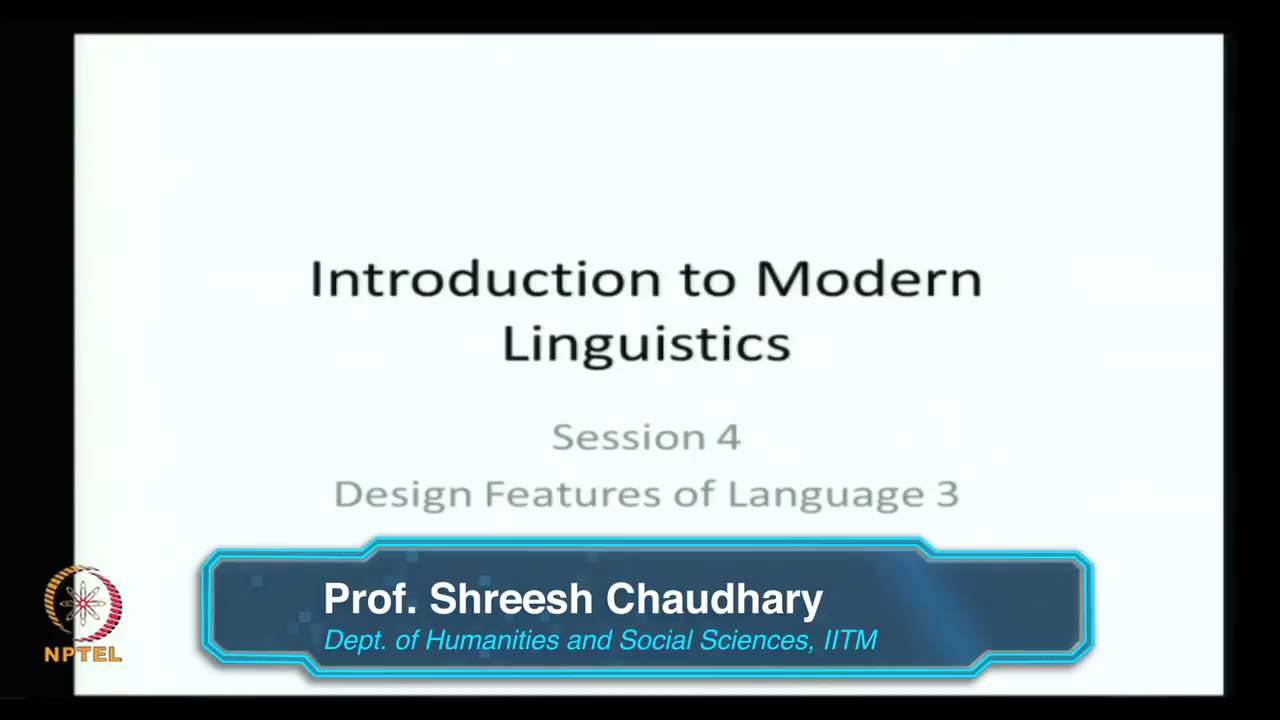 Introduction to Modern
Linguistics
Session 4
Design Features of Language 3
Prof. Shreesh Chaudhary
Dept. of Humanities and Social Sciences, IITM
NPTEL